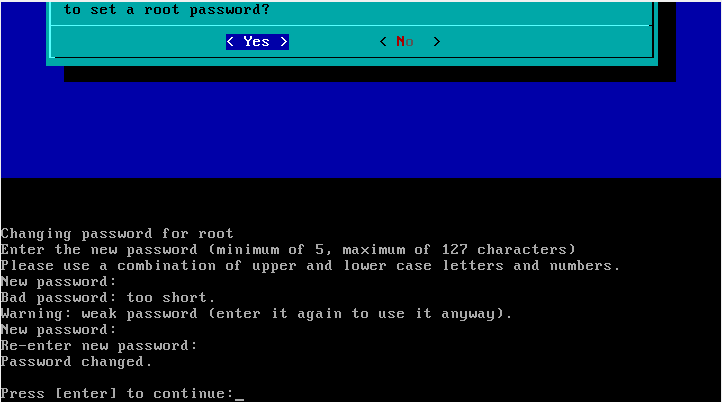 to set a root password?
< Yes > < No >
Changing password for root
Enter the new password (minimum of 5, maximum of 127 characters)
Please use a combination of upper and lower case letters and numbers.
New password:
Bad password: too short.
Warning: weak password (enter it again to use it anyway).
New password:
Re-enter new password:
Password changed.
Press [enter] to continue:_